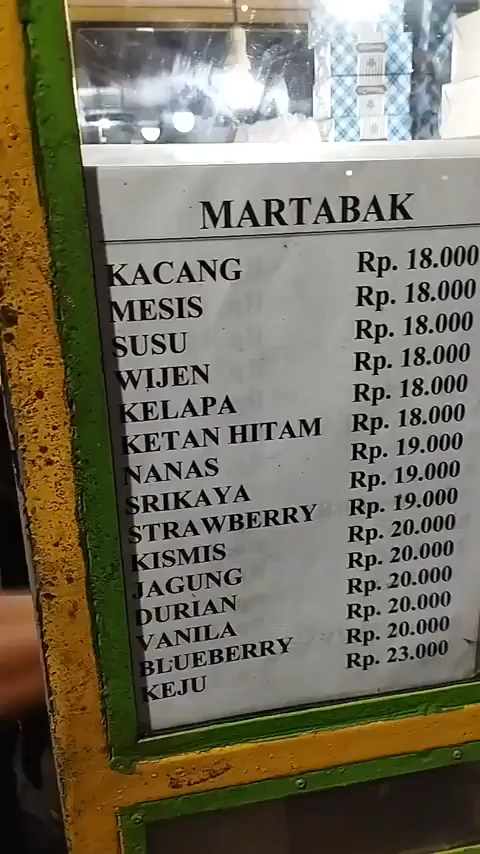 MARTABAK
KACANG Rp. 18.000
MESIS Rp. 18.000
SUSU Rp. 18.000
WIJEN Rp. 18.000
KELAPA Rp. 18.000
KETAN HITAM Rp. 18.000
NANAS Rp. 19.000
SRIKAYA Rp. 19.000
STRAWBERRY Rp. 19.000
KISMIS Rp. 20.000
JAGUNG Rp. 20.000
DURIAN Rp. 20.000
VANILA Rp. 20.000
BLUEBERRY Rp. 20.000
KEJU Rp. 23.000